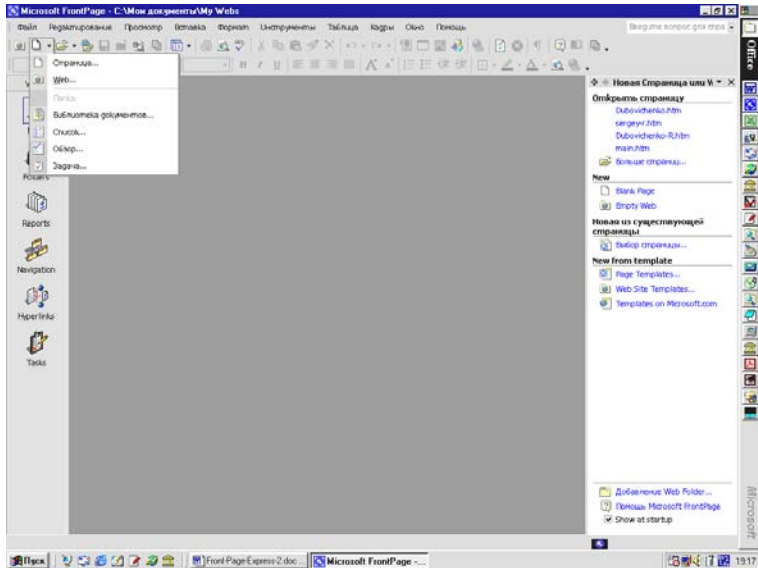 Microsoft FrontPage - C:\Мои документы\My Webs
Файл Редактирование Просмотр Вставка Формат Инструменты Таблица Кадры Окно Помощь
Страница...
Web...
Папка
Библиотека документов...
Список...
Обзор...
Задача...
Folders
Reports
Navigation
Hyperlinks
Tasks
Новая Страница или
Открыть страницу
Dubovichenko.htm
sergeyvr.htm
Dubovichenko-R.htm
main.htm
Больше страниц...
New
Blank Page
Empty Web
Новая из существующей страницы
Выбор страницы...
New from template
Page Templates...
Web Site Templates...
Templates on Microsoft.com
Добавление Web Folder...
Помощь Microsoft FrontPage
Show at startup
Office
Microsoft
Пуск
Front Page Express-2.doc ...
Microsoft FrontPage -...
19:17